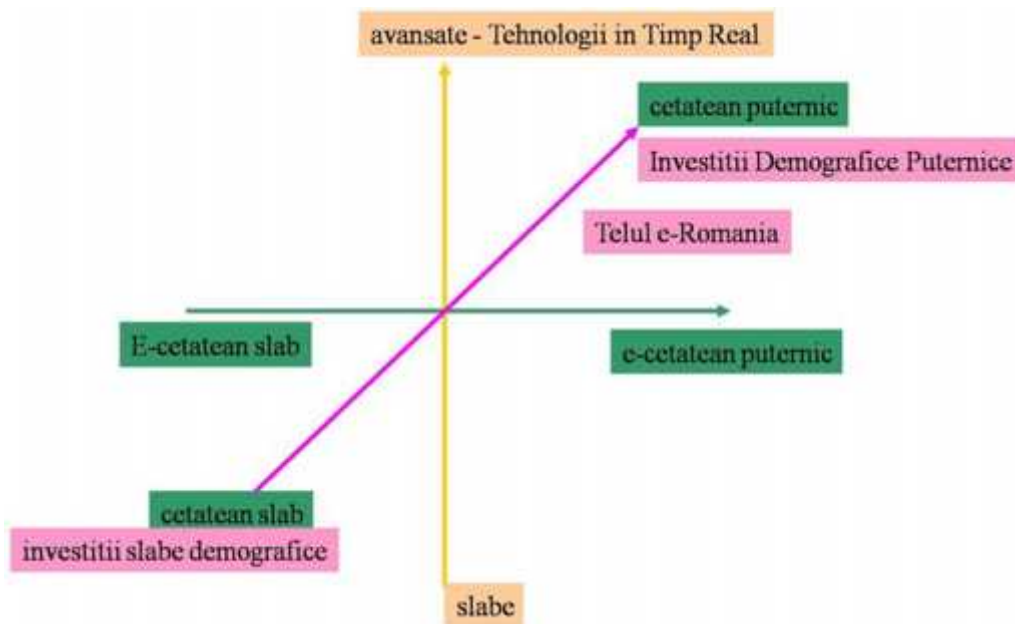 avansate - Tehnologii in Timp Real
cetatean puternic
Investitii Demografice Puternice
Telul e-Romania
E-cetatean slab
e-cetatean puternic
cetatean slab
investitii slabe demografice
slabe